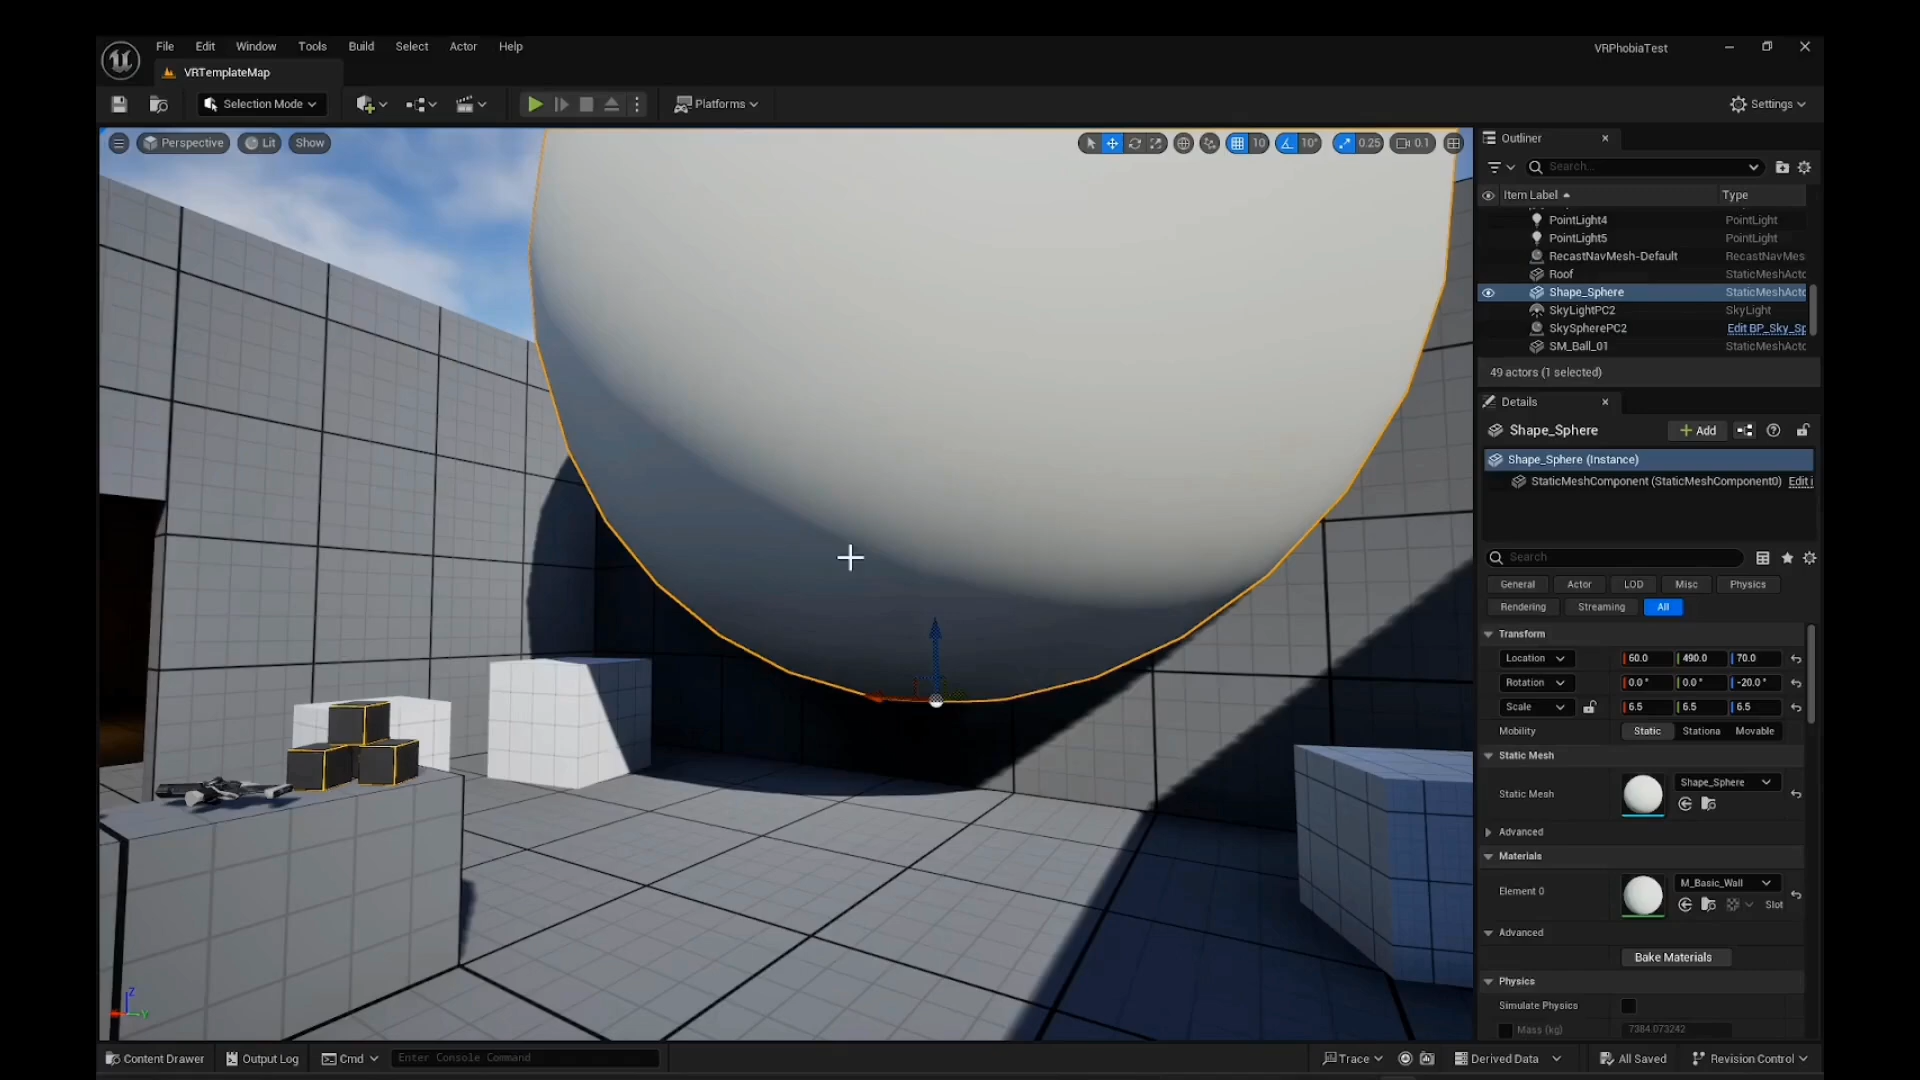 File Edit Window Tools Build Select Actor Help
VRPhobiaTest
VRTemplateMap
Selection Mode
Platforms
Settings
Perspective Lit Show
10 10° 0.25 0.1
Outliner
Search...
Item Label Type
PointLight4 PointLight
PointLight5 PointLight
RecastNavMesh-Default RecastNavMes
Roof StaticMeshActo
Shape_Sphere StaticMeshActo
SkyLightPC2 SkyLight
SkySpherePC2 Edit BP_Sky_Sp
SM_Ball_01 StaticMeshActo
49 actors (1 selected)
Details
Shape_Sphere + Add
Shape_Sphere (Instance)
StaticMeshComponent (StaticMeshComponent0) Edit i
Search
General Actor LOD Misc Physics
Rendering Streaming All
Transform
Location 60.0 490.0 70.0
Rotation 0.0° 0.0° -20.0°
Scale 6.5 6.5 6.5
Mobility Static Stationa Movable
Static Mesh
Static Mesh Shape_Sphere
Advanced
Materials
Element 0 M_Basic_Wall
Slot
Advanced
Bake Materials
Physics
Simulate Physics
Mass (kg) 7384.073242
Z
Y
Content Drawer Output Log Cmd Enter Console Command
Trace Derived Data All Saved Revision Control